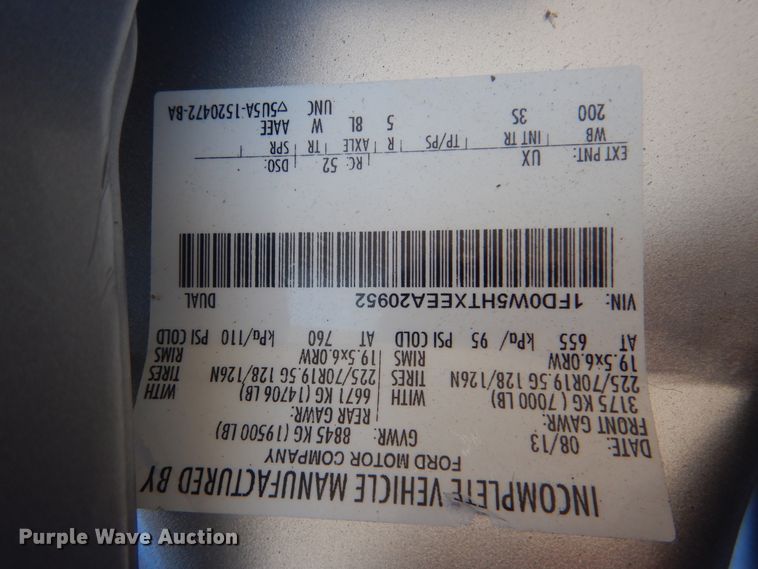 INCOMPLETE VEHICLE MANUFACTURED BY
FORD MOTOR COMPANY
DATE: 08/13 GVWR: 8845 KG (19500 LB)
FRONT GAWR: REAR GAWR:
3175 KG (7000 LB) WITH 6671 KG (14706 LB) WITH
225/70R19.5G 128/126N TIRES 225/70R19.5G 128/126N TIRES
19.5x6.0RW RIMS 19.5x6.0RW RIMS
AT 655 kPa/ 95 PSI COLD AT 760 kPa/110 PSI COLD
VIN: 1FD0W5HTXEEA20952 DUAL
EXT PNT: UX RC: 52 DSO:
WB INT TR TP/PS R AXLE TR SPR
200 3S 5 8L W AAEE
UNC ▽5U5A-1520472-BA
Purple Wave Auction